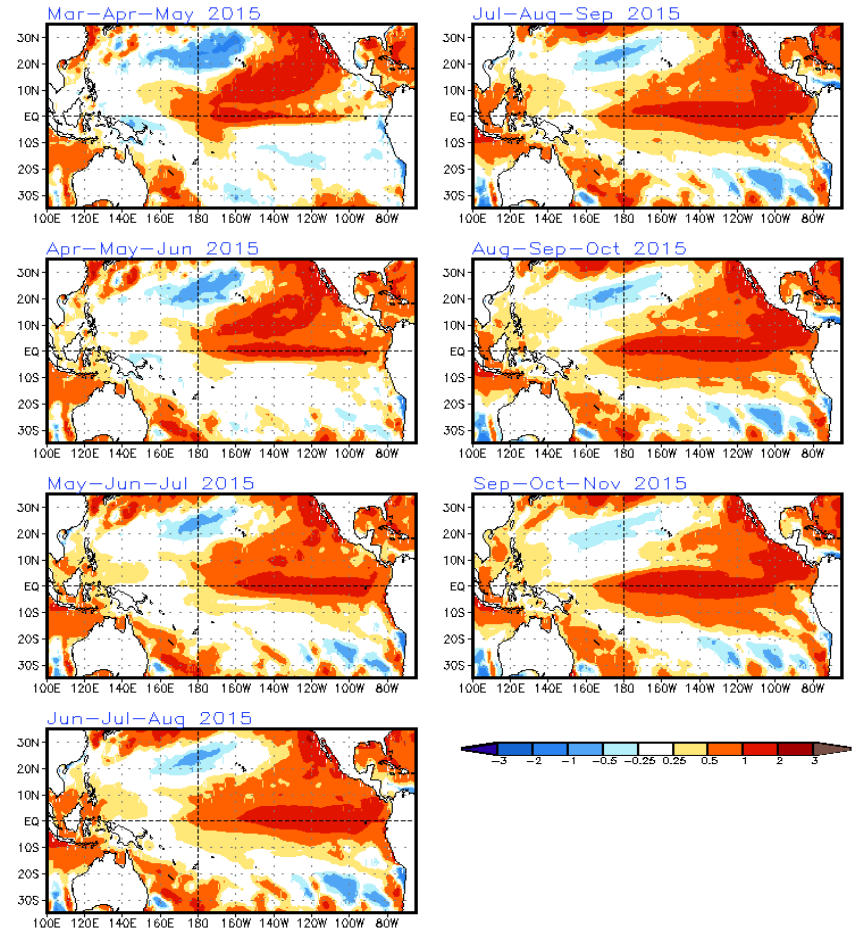 Mar-Apr-May 2015
30N
20N
10N
EQ
10S
20S
30S
100E 120E 140E 160E 180 160W 140W 120W 100W 80W
Apr-May-Jun 2015
30N
20N
10N
EQ
10S
20S
30S
100E 120E 140E 160E 180 160W 140W 120W 100W 80W
May-Jun-Jul 2015
30N
20N
10N
EQ
10S
20S
30S
100E 120E 140E 160E 180 160W 140W 120W 100W 80W
Jun-Jul-Aug 2015
30N
20N
10N
EQ
10S
20S
30S
100E 120E 140E 160E 180 160W 140W 120W 100W 80W
Jul-Aug-Sep 2015
30N
20N
10N
EQ
10S
20S
30S
100E 120E 140E 160E 180 160W 140W 120W 100W 80W
Aug-Sep-Oct 2015
30N
20N
10N
EQ
10S
20S
30S
100E 120E 140E 160E 180 160W 140W 120W 100W 80W
Sep-Oct-Nov 2015
30N
20N
10N
EQ
10S
20S
30S
100E 120E 140E 160E 180 160W 140W 120W 100W 80W
-3 -2 -1 -0.5 -0.25 0.25 0.5 1 2 3